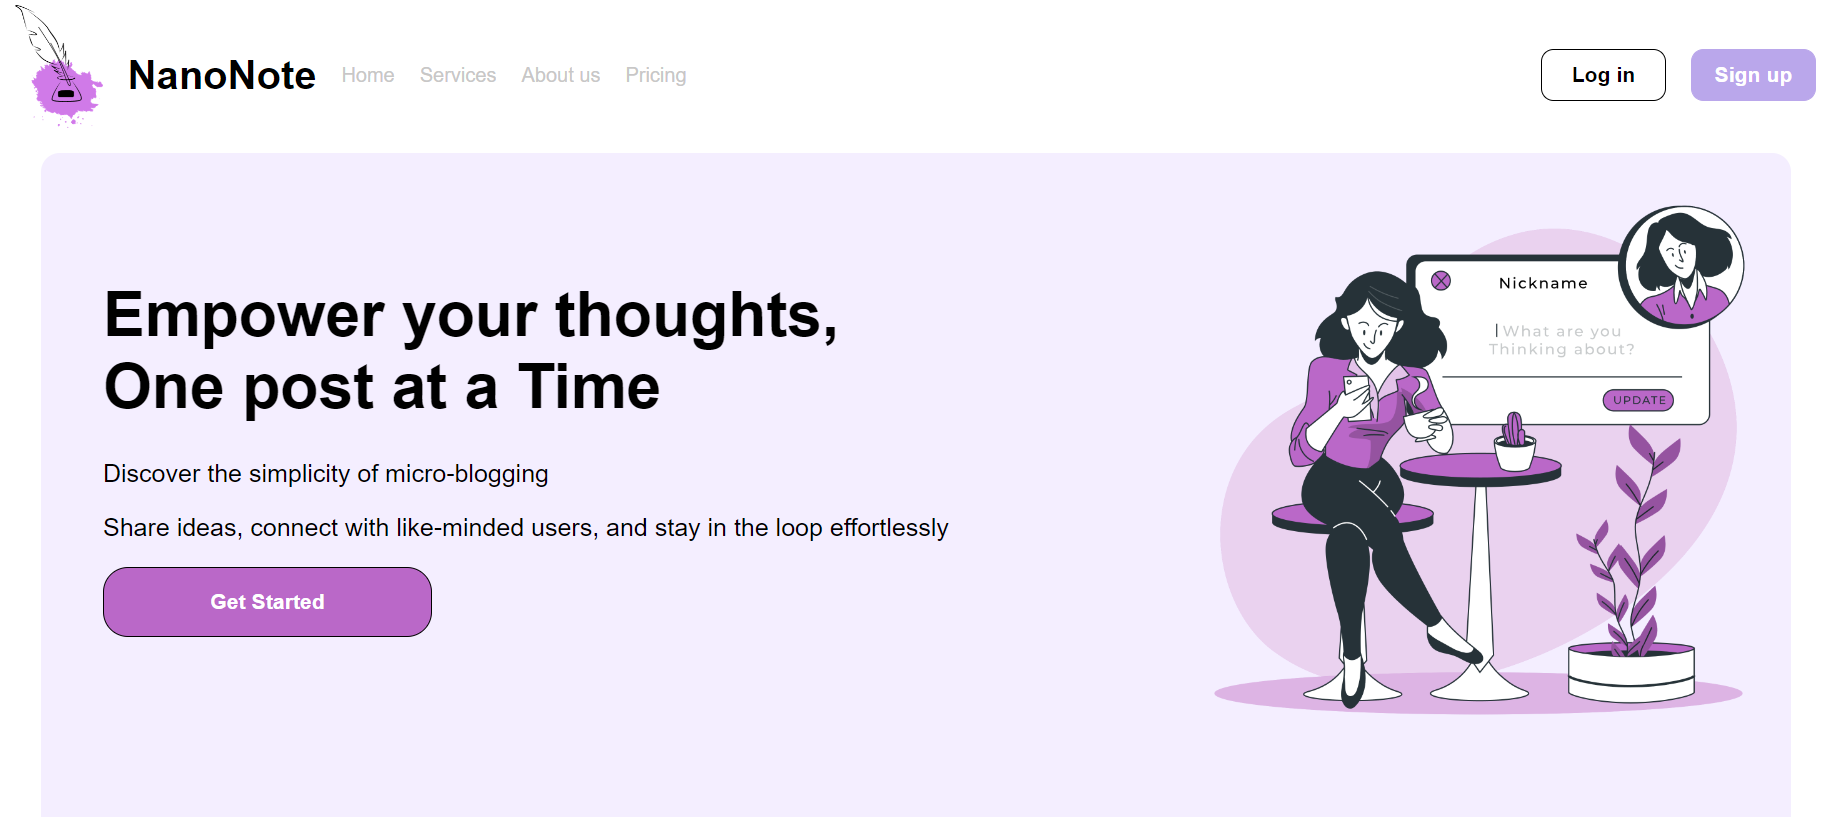 NanoNote
Home Services About us Pricing
Log in Sign up
Empower your thoughts,
One post at a Time
Discover the simplicity of micro-blogging
Share ideas, connect with like-minded users, and stay in the loop effortlessly
Get Started
Nickname
What are you
Thinking about?
UPDATE